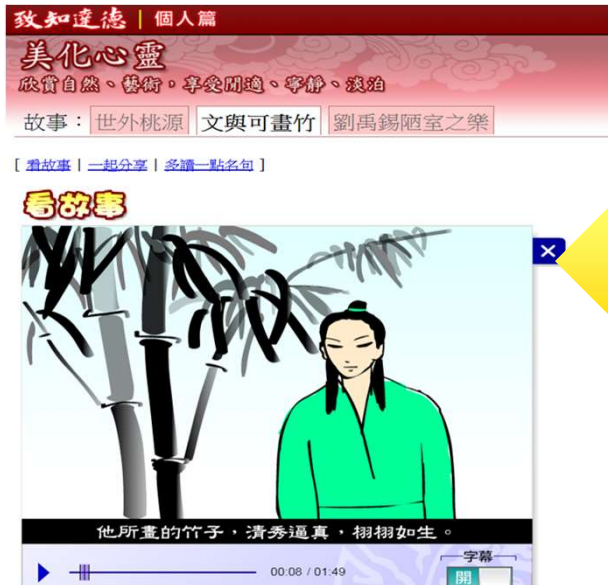 致知達德 | 個人篇
美化心靈
欣賞自然、藝術，享受閒適、寧靜、淡泊
故事： 世外桃源 文與可畫竹 劉禹錫陋室之樂
[ 看故事 | 一起分享 | 多讀一點名句 ]
看故事
他所畫的竹子，清秀逼真，栩栩如生。
00:08 / 01:49
字幕
開